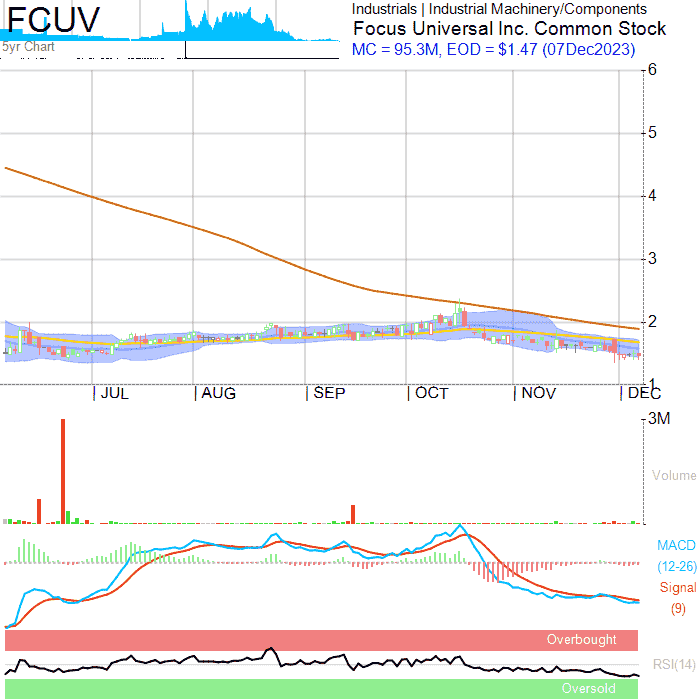 FCUV
5yr Chart
Industrials | Industrial Machinery/Components
Focus Universal Inc. Common Stock
MC = 95.3M, EOD = $1.47 (07Dec2023)
6
5
4
3
2
1
JUL AUG SEP OCT NOV DEC
3M
Volume
MACD
(12-26)
Signal
(9)
Overbought
RSI(14)
Oversold